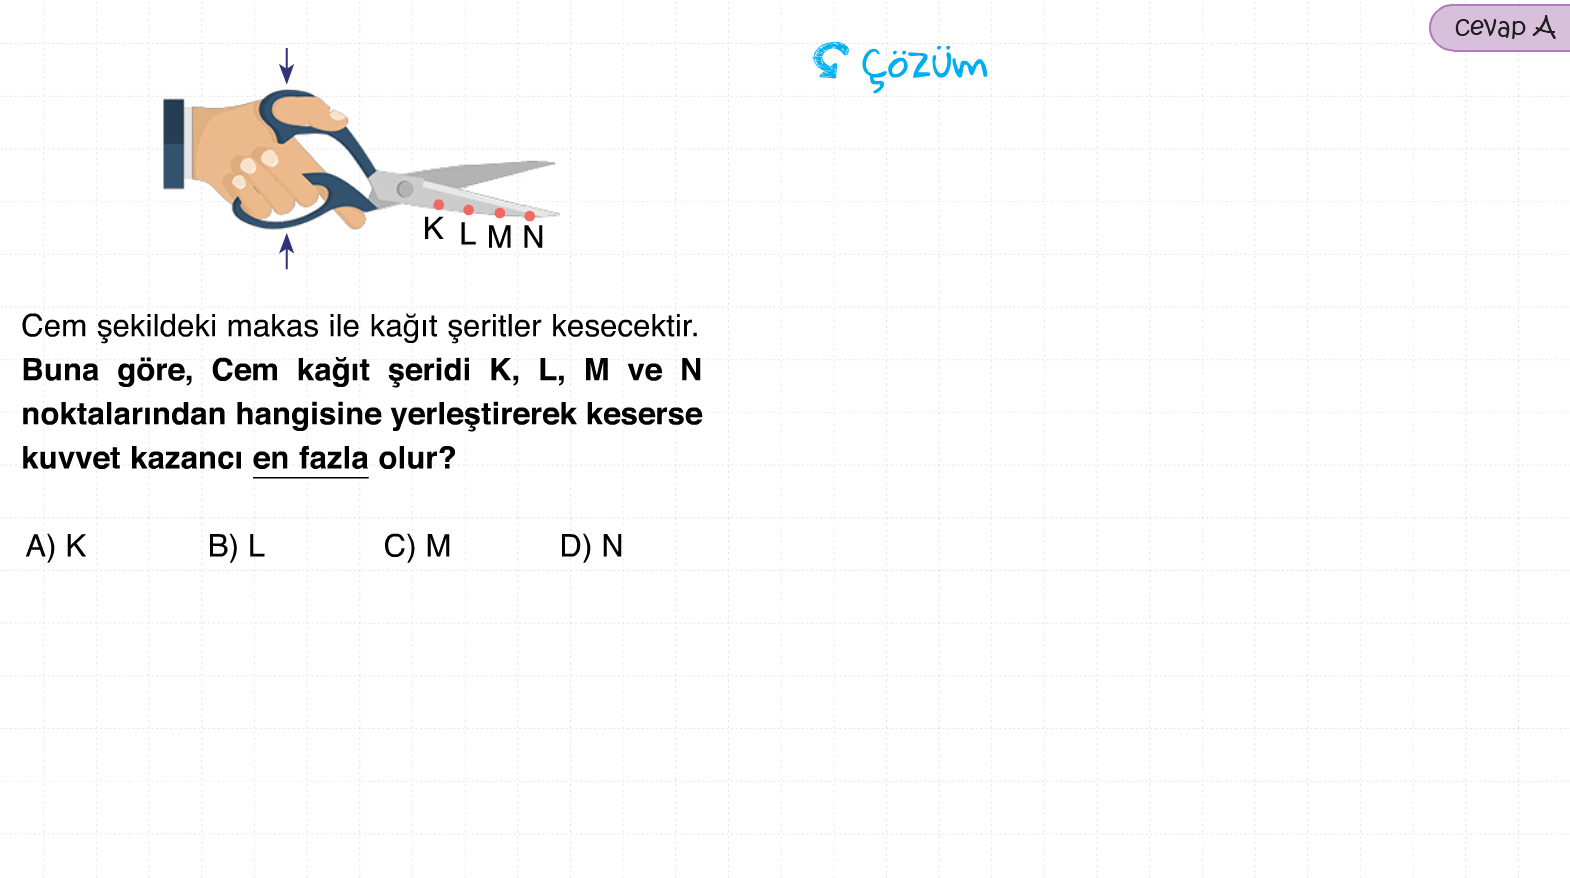 cevap A
Çözüm
K L M N
Cem şekildeki makas ile kağıt şeritler kesecektir.
Buna göre, Cem kağıt şeridi K, L, M ve N
noktalarından hangisine yerleştirerek keserse
kuvvet kazancı en fazla olur?
A) K B) L C) M D) N